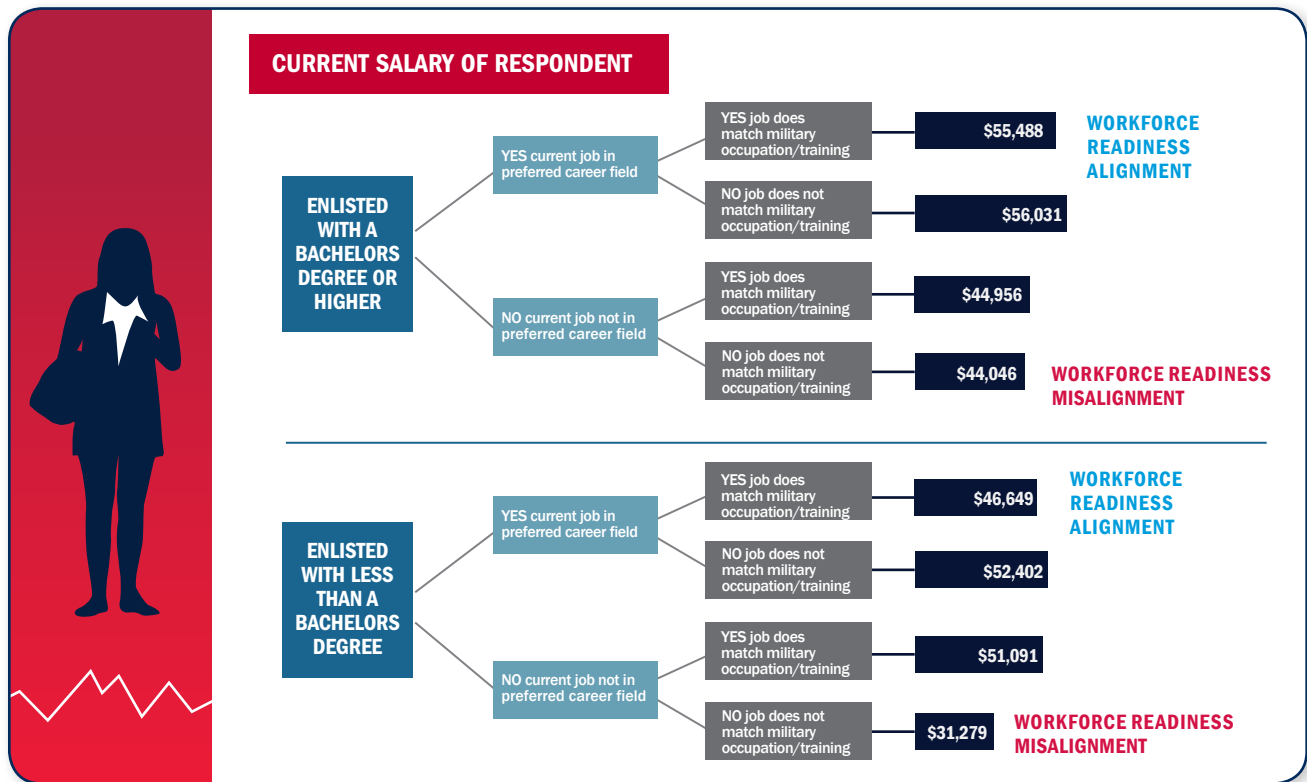 CURRENT SALARY OF RESPONDENT
ENLISTED
WITH A
BACHELORS
DEGREE OR
HIGHER
YES current job in
preferred career field
YES job does
match military
occupation/training
$55,488
WORKFORCE
READINESS
ALIGNMENT
NO job does not
match military
occupation/training
$56,031
NO current job not in
preferred career field
YES job does
match military
occupation/training
$44,956
NO job does not
match military
occupation/training
$44,046
WORKFORCE READINESS
MISALIGNMENT
ENLISTED
WITH LESS
THAN A
BACHELORS
DEGREE
YES current job in
preferred career field
YES job does
match military
occupation/training
$46,649
WORKFORCE
READINESS
ALIGNMENT
NO job does not
match military
occupation/training
$52,402
NO current job not in
preferred career field
YES job does
match military
occupation/training
$51,091
NO job does not
match military
occupation/training
$31,279
WORKFORCE READINESS
MISALIGNMENT